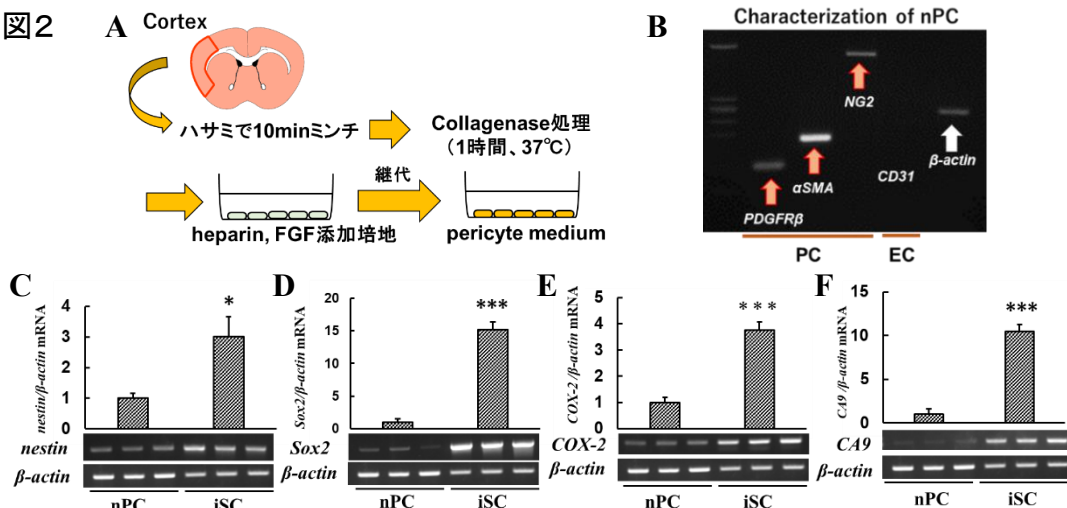 図2
A
Cortex
ハサミで10minミンチ
Collagenase処理
（1時間、37℃）
継代
heparin, FGF添加培地
pericyte medium
B
Characterization of nPC
NG2
αSMA
PDGFRβ
CD31
β-actin
PC
EC
C
nestin/β-actin mRNA
4
3
2
1
0
*
nestin
β-actin
nPC
iSC
D
Sox2/β-actin mRNA
20
15
10
5
0
***
Sox2
β-actin
nPC
iSC
E
COX-2/β-actin mRNA
5
4
3
2
1
0
***
COX-2
β-actin
nPC
iSC
F
CA9/β-actin mRNA
15
10
5
0
***
CA9
β-actin
nPC
iSC